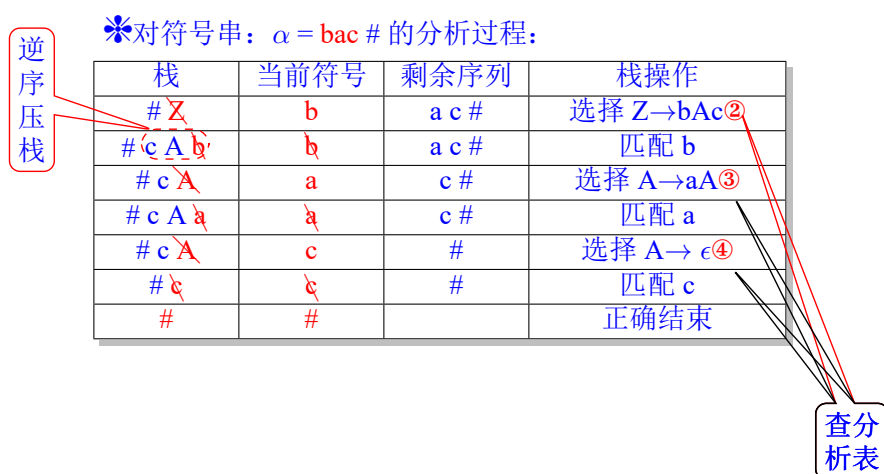 ❉对符号串：α = bac # 的分析过程：
逆序压栈
栈 当前符号 剩余序列 栈操作
# Z b a c # 选择 Z→bAc②
# c A b b a c # 匹配 b
# c A a c # 选择 A→aA③
# c A a a c # 匹配 a
# c A c # 选择 A→ ϵ④
# c c # 匹配 c
# # 正确结束
查分
析表